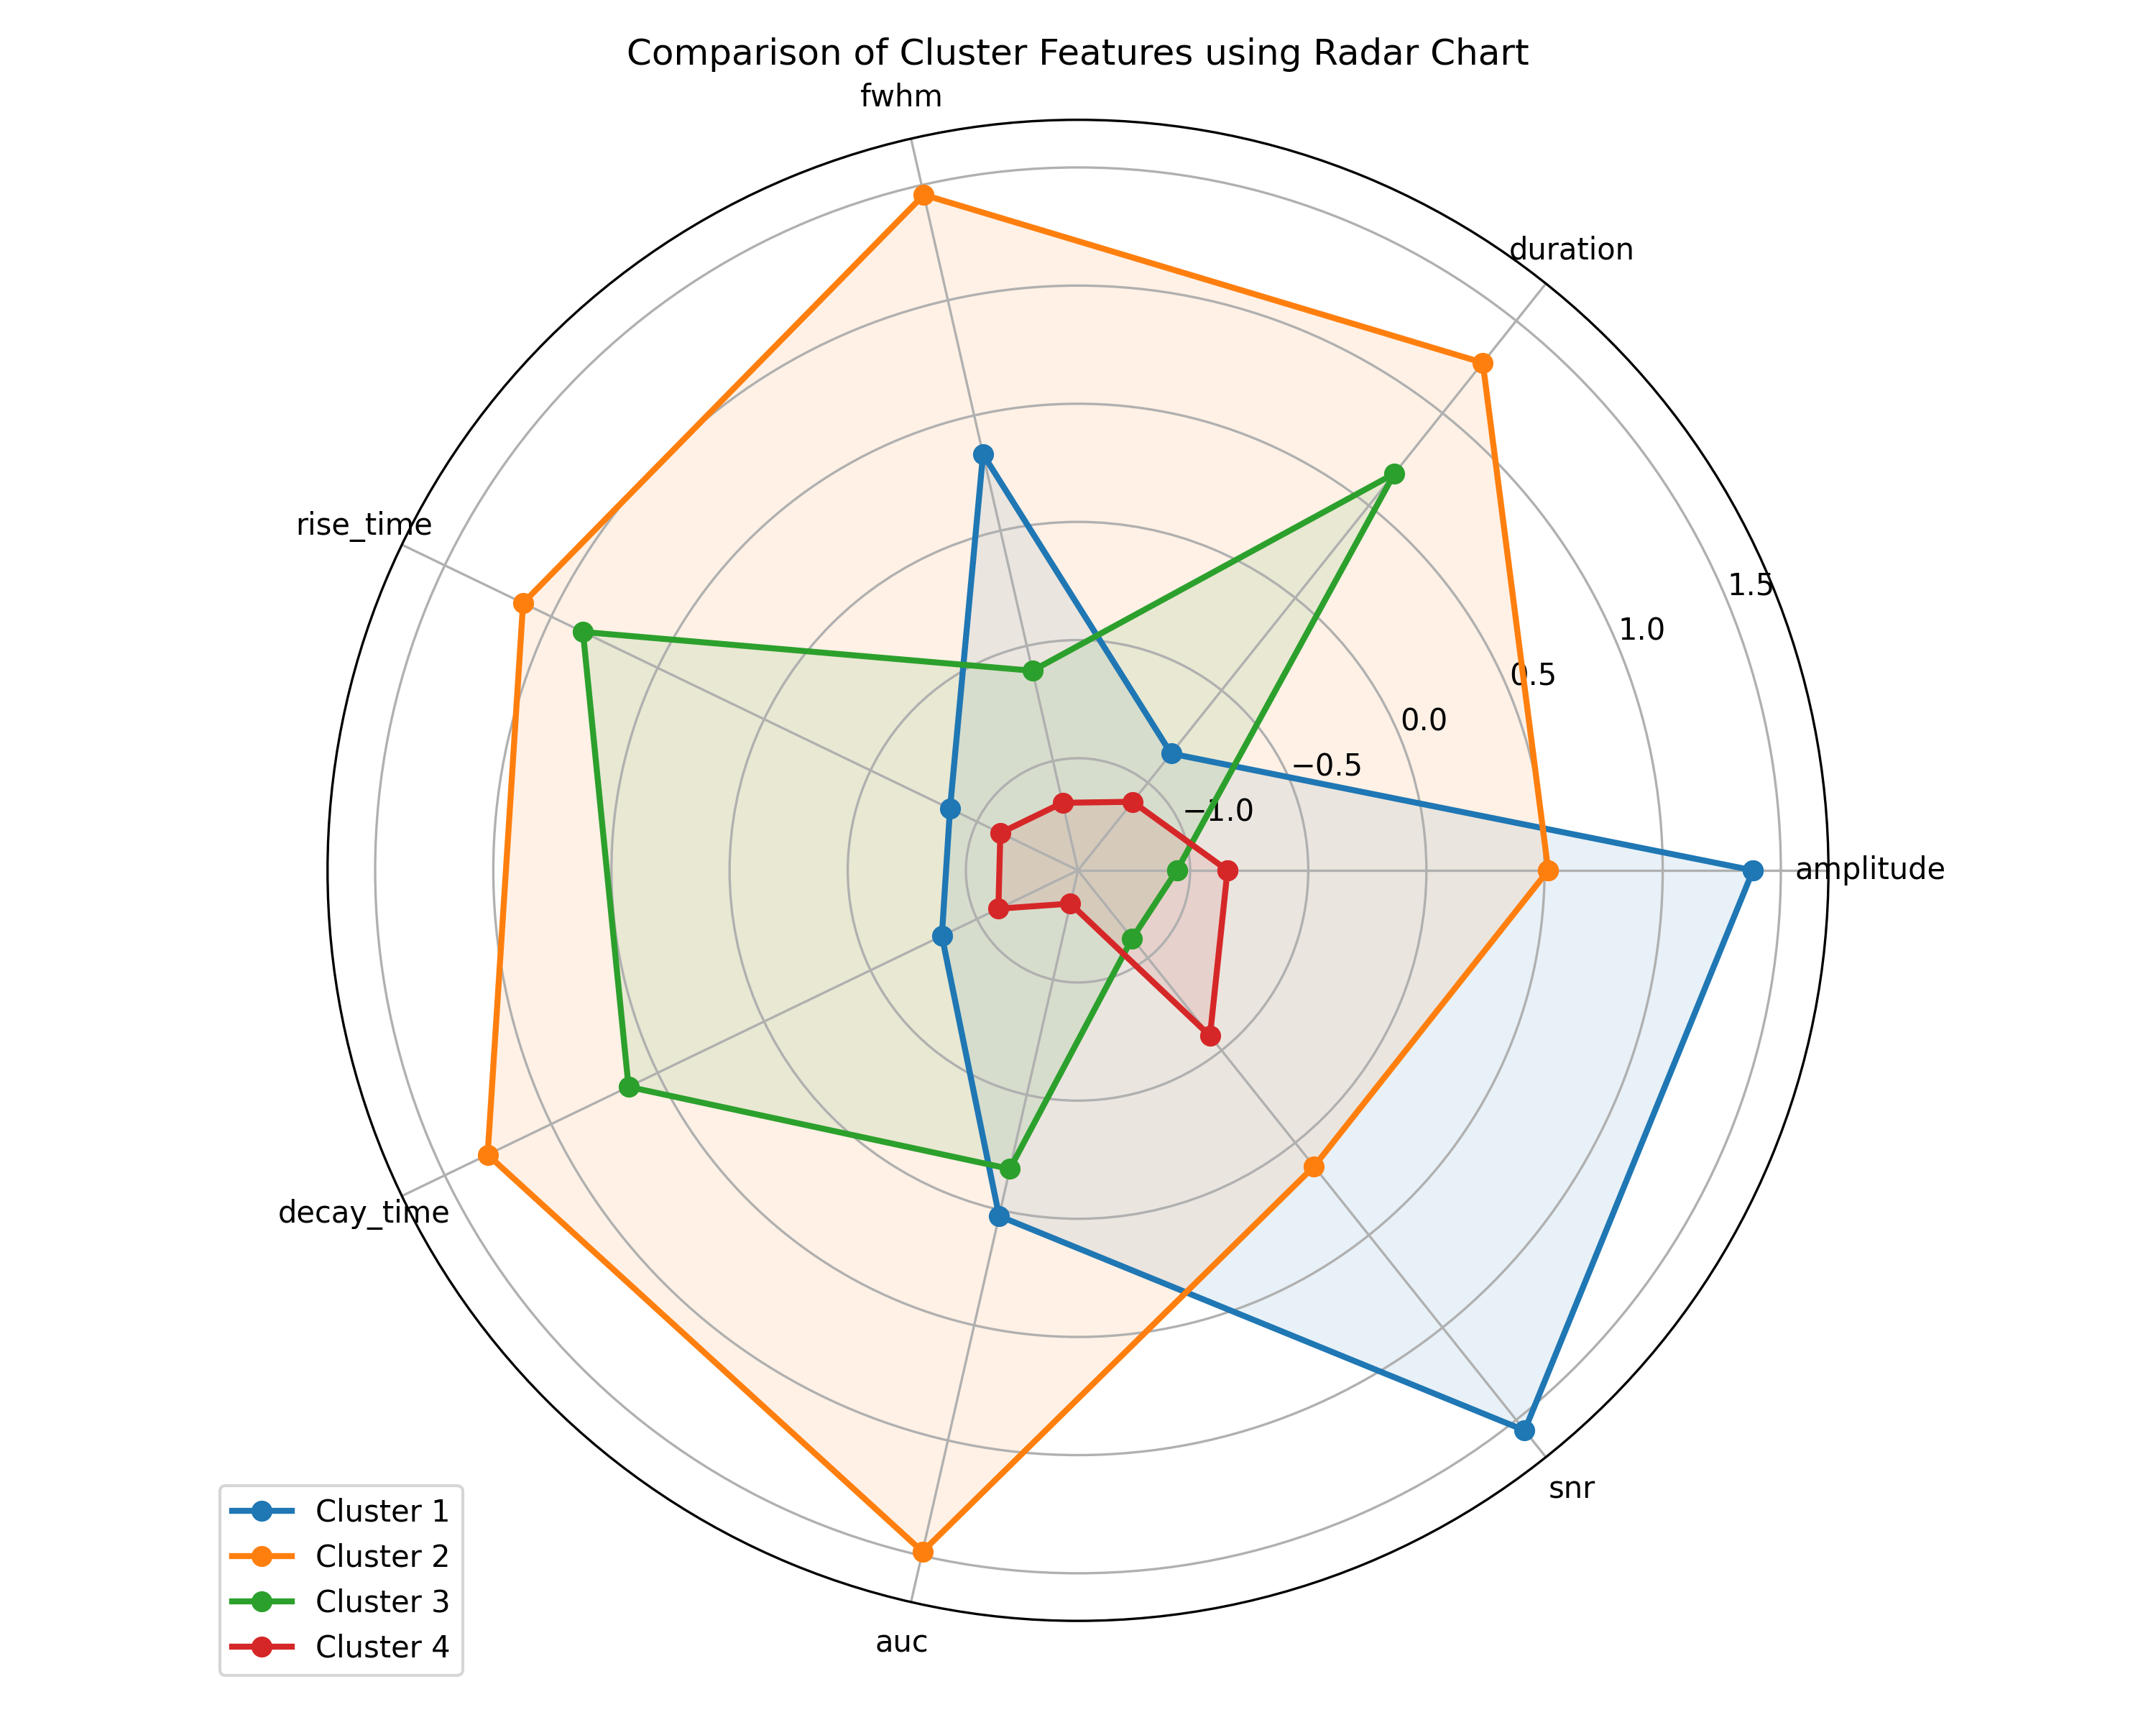 Comparison of Cluster Features using Radar Chart
fwhm
duration
rise_time
1.5
1.0
0.5
0.0
−0.5
−1.0
amplitude
decay_time
snr
auc
Cluster 1
Cluster 2
Cluster 3
Cluster 4